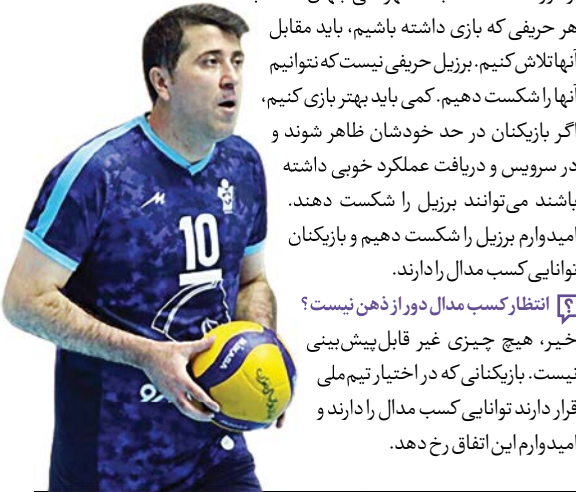 هر حریفی که بازی داشته باشیم، باید مقابل
آنها تلاش کنیم. برزیل حریفی نیست که نتوانیم
آنها را شکست دهیم. کمی باید بهتر بازی کنیم،
اگر بازیکنان در حد خودشان ظاهر شوند و
در سرویس و دریافت عملکرد خوبی داشته
باشند می‌توانند برزیل را شکست دهند.
امیدوارم برزیل را شکست دهیم و بازیکنان
توانایی کسب مدال را دارند.
؟ انتظار کسب مدال دور از ذهن نیست؟
خیر، هیچ چیزی غیر قابل‌پیش‌بینی
نیست. بازیکنانی که در اختیار تیم‌ملی
قرار دارند توانایی کسب مدال را دارند و
امیدوارم این اتفاق رخ دهد.
10
MIKASA